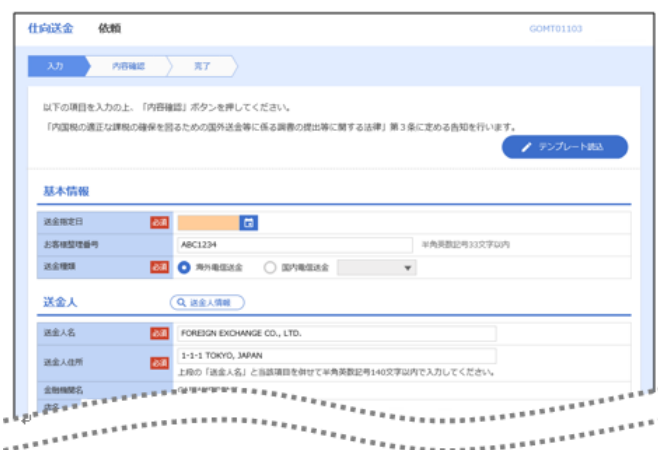 仕向送金 依頼 GOMT01103
入力 内容確認 完了
以下の項目を入力の上、「内容確認」ボタンを押してください。
「内国税の適正な課税の確保を図るための国外送金等に係る調書の提出等に関する法律」第3条に定める告知を行います。
テンプレート読込
基本情報
送金指定日 必須
お客様整理番号 ABC1234 半角英数記号33文字以内
送金種類 必須 海外電信送金 国内電信送金
送金人 送金人情報
送金人名 必須 FOREIGN EXCHANGE CO., LTD.
送金人住所 必須 1-1-1 TOKYO, JAPAN
上段の「送金人名」と当該項目を併せて半角英数記号140文字以内で入力してください。
金融機関名